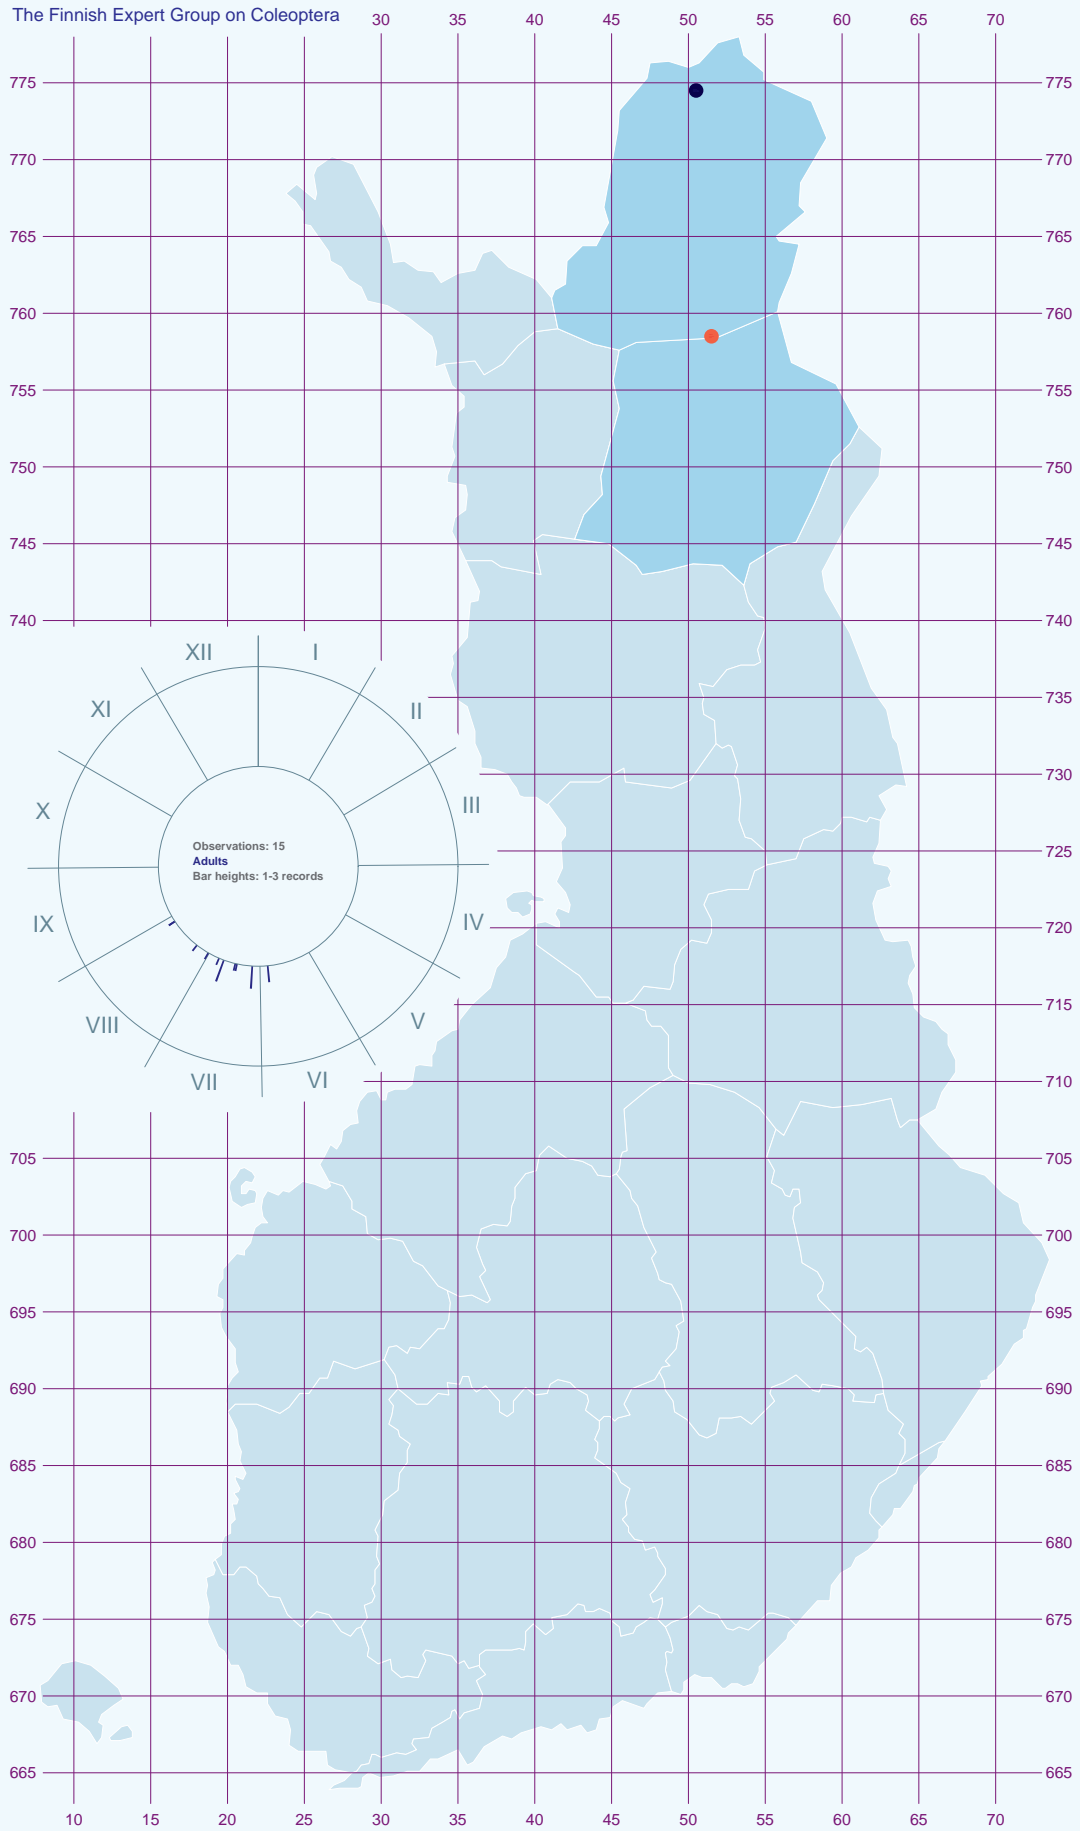 The Finnish Expert Group on Coleoptera
30 35 40 45 50 55 60 65 70
775 775
770 770
765 765
760 760
755 755
750 750
745 745
740 740
XII I
XI II
735
730
X III
725
Observations: 15
Adults
Bar heights: 1-3 records
IX IV
720
715
VIII V
VII VI
710
705 705
700 700
695 695
690 690
685 685
680 680
675 675
670 670
665 665
10 15 20 25 30 35 40 45 50 55 60 65 70